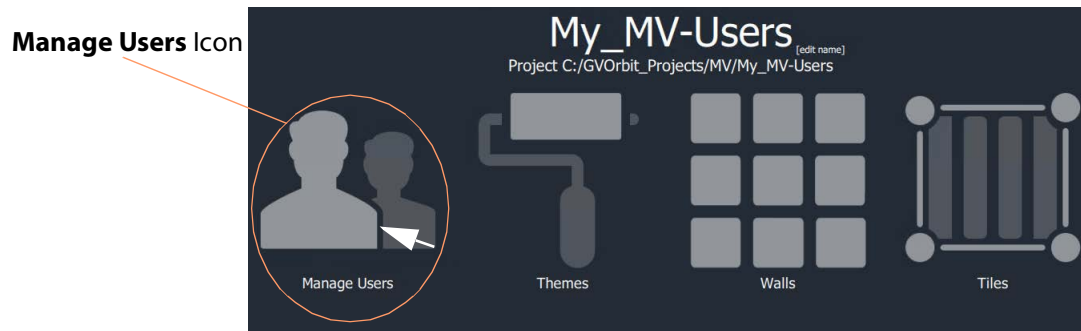 Manage Users Icon
My_MV-Users [edit name]
Project C:/GVOrbit_Projects/MV/My_MV-Users
Manage Users
Themes
Walls
Tiles